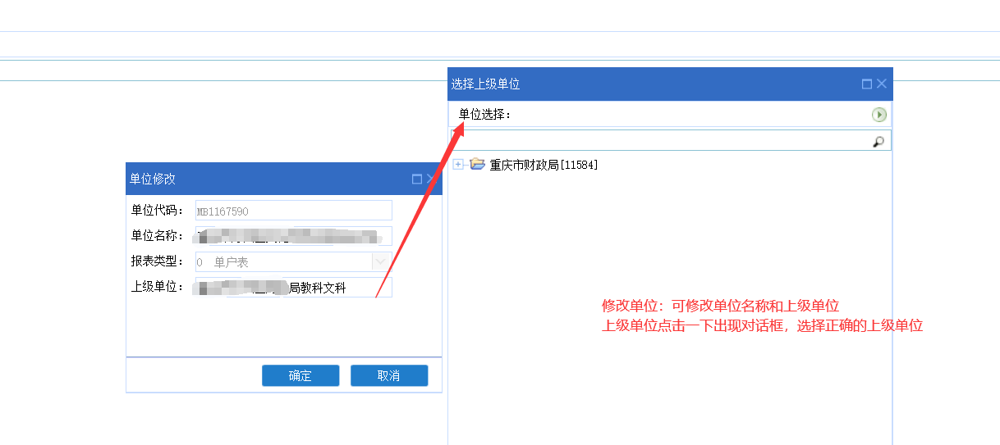 选择上级单位
单位选择：
重庆市财政局[11584]
单位修改
单位代码： MB1167590
单位名称：
报表类型： 0 单户表
上级单位： 局教科文科
确定 取消
修改单位：可修改单位名称和上级单位
上级单位点击一下出现对话框，选择正确的上级单位